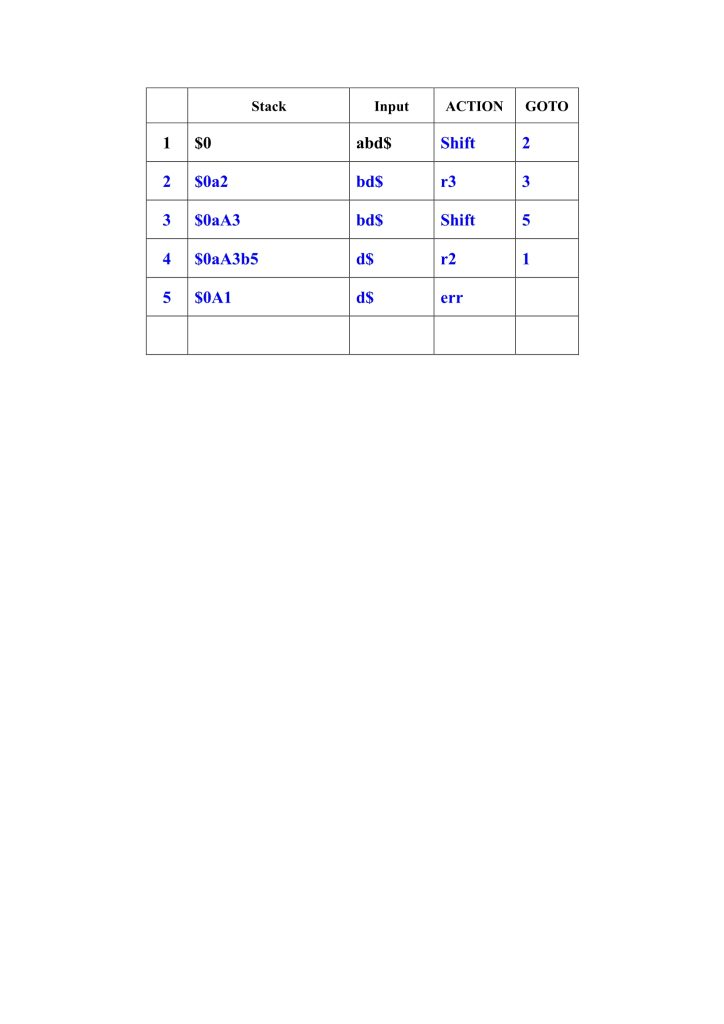 Stack Input ACTION GOTO
1 $0 abd$ Shift 2
2 $0a2 bd$ r3 3
3 $0aA3 bd$ Shift 5
4 $0aA3b5 d$ r2 1
5 $0A1 d$ err